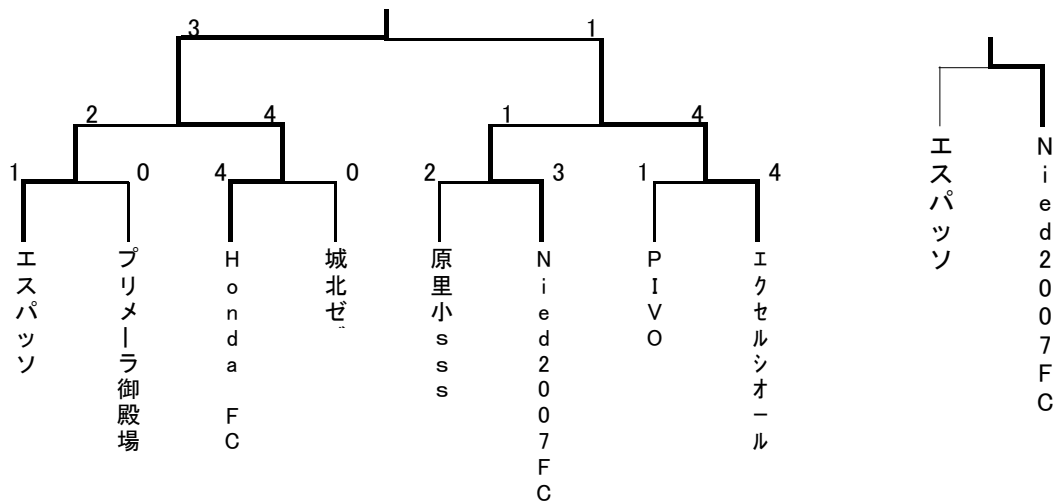 3
1
2
4
1
4
1
0
4
0
2
3
1
4
エスパッソ
プリメーラ御殿場
Honda FC
城北ゼ
原里小sss
Nied2007FC
PIVO
ｴｸｾﾙｼｵｰﾙ
エスパッソ
Nied2007FC